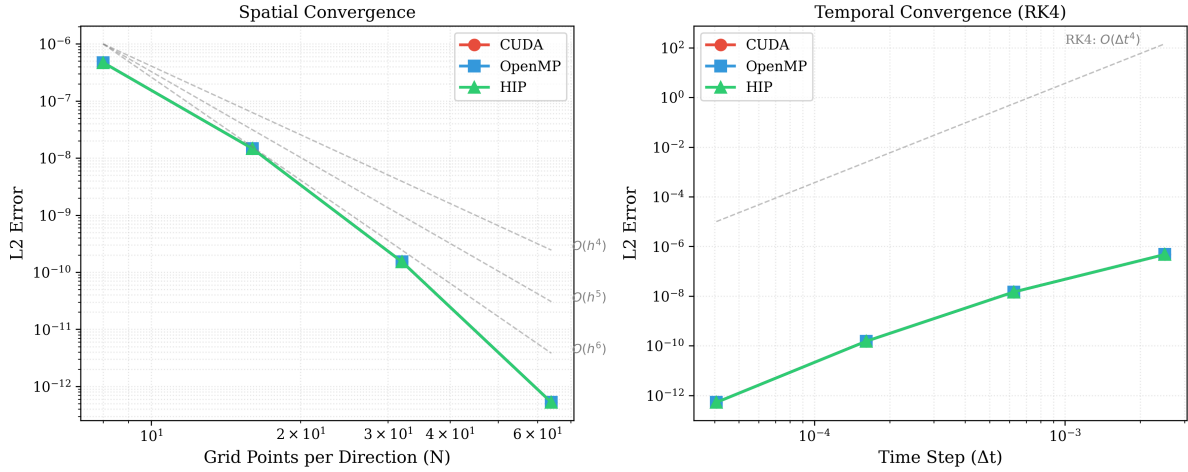 Spatial Convergence
10⁻⁶
10⁻⁷
10⁻⁸
10⁻⁹
10⁻¹⁰
10⁻¹¹
10⁻¹²
L2 Error
CUDA
OpenMP
HIP
O(h⁴)
O(h⁵)
O(h⁶)
10¹
2 × 10¹
3 × 10¹
4 × 10¹
6 × 10¹
Grid Points per Direction (N)
Temporal Convergence (RK4)
10²
10⁰
10⁻²
10⁻⁴
10⁻⁶
10⁻⁸
10⁻¹⁰
10⁻¹²
L2 Error
CUDA
OpenMP
HIP
RK4: O(Δt⁴)
10⁻⁴
10⁻³
Time Step (Δt)